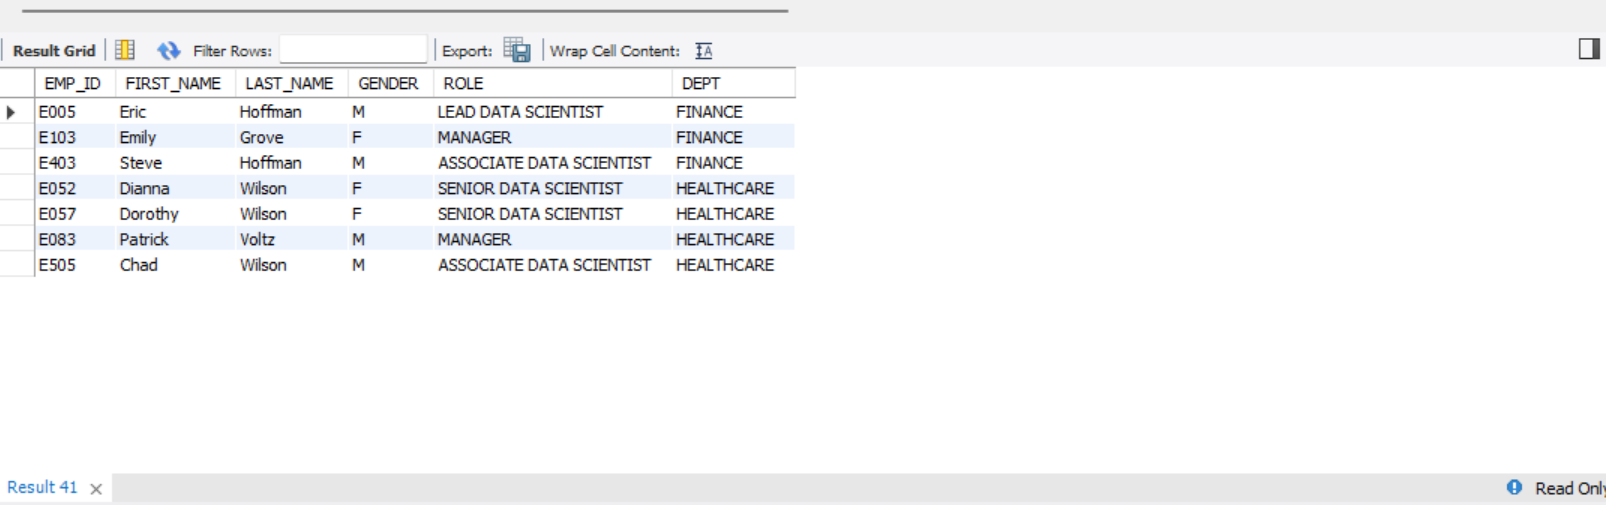 Result Grid Filter Rows: Export: Wrap Cell Content:
EMP_ID FIRST_NAME LAST_NAME GENDER ROLE DEPT
E005 Eric Hoffman M LEAD DATA SCIENTIST FINANCE
E103 Emily Grove F MANAGER FINANCE
E403 Steve Hoffman M ASSOCIATE DATA SCIENTIST FINANCE
E052 Dianna Wilson F SENIOR DATA SCIENTIST HEALTHCARE
E057 Dorothy Wilson F SENIOR DATA SCIENTIST HEALTHCARE
E083 Patrick Voltz M MANAGER HEALTHCARE
E505 Chad Wilson M ASSOCIATE DATA SCIENTIST HEALTHCARE
Result 41 Read Only